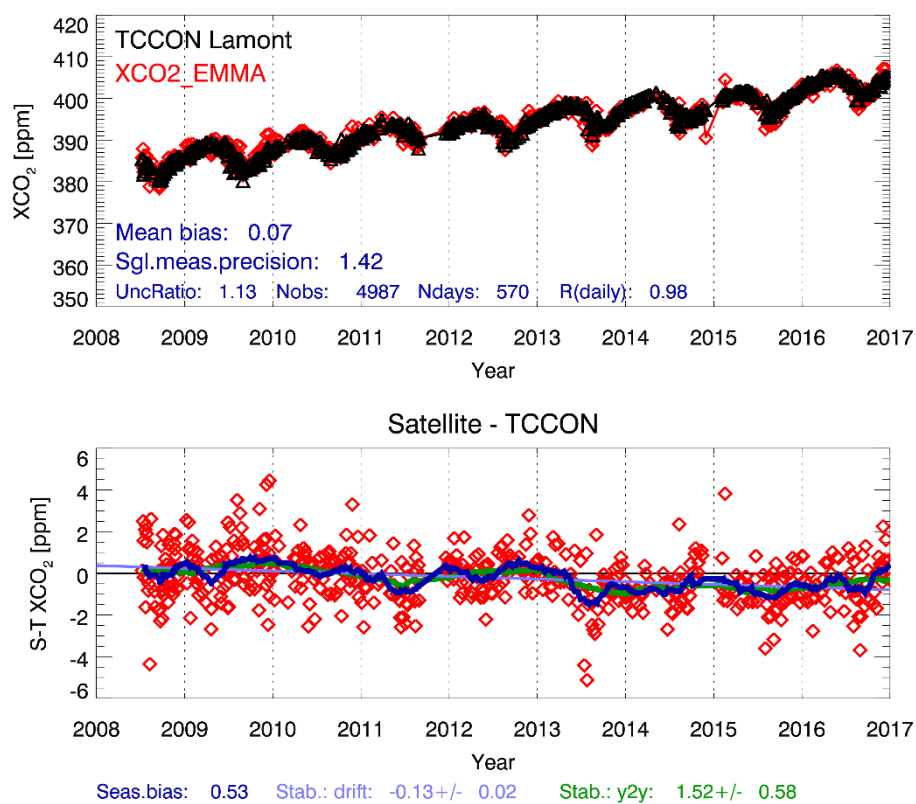 420
410
400
390
380
370
360
350
XCO2 [ppm]
TCCON Lamont
XCO2_EMMA
Mean bias: 0.07
Sgl.meas.precision: 1.42
UncRatio: 1.13 Nobs: 4987 Ndays: 570 R(daily): 0.98
2008 2009 2010 2011 2012 2013 2014 2015 2016 2017
Year
Satellite - TCCON
6
4
2
0
-2
-4
-6
S-T XCO2 [ppm]
2008 2009 2010 2011 2012 2013 2014 2015 2016 2017
Year
Seas.bias: 0.53 Stab.: drift: -0.13+/- 0.02 Stab.: y2y: 1.52+/- 0.58